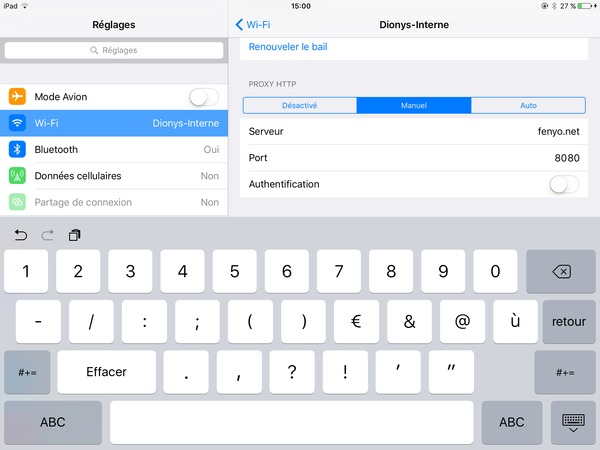 iPad 15:00 27 %
Réglages
Wi-Fi Dionys-Interne
Réglages
Renouveler le bail
PROXY HTTP
Mode Avion
Désactivé Manuel Auto
Wi-Fi Dionys-Interne
Serveur fenyo.net
Bluetooth Oui
Port 8080
Données cellulaires Non
Authentification
Partage de connexion Non
1 2 3 4 5 6 7 8 9 0
- / : ; ( ) € & @ ù retour
#+= Effacer . , ? ! ’ ” #+=
ABC ABC